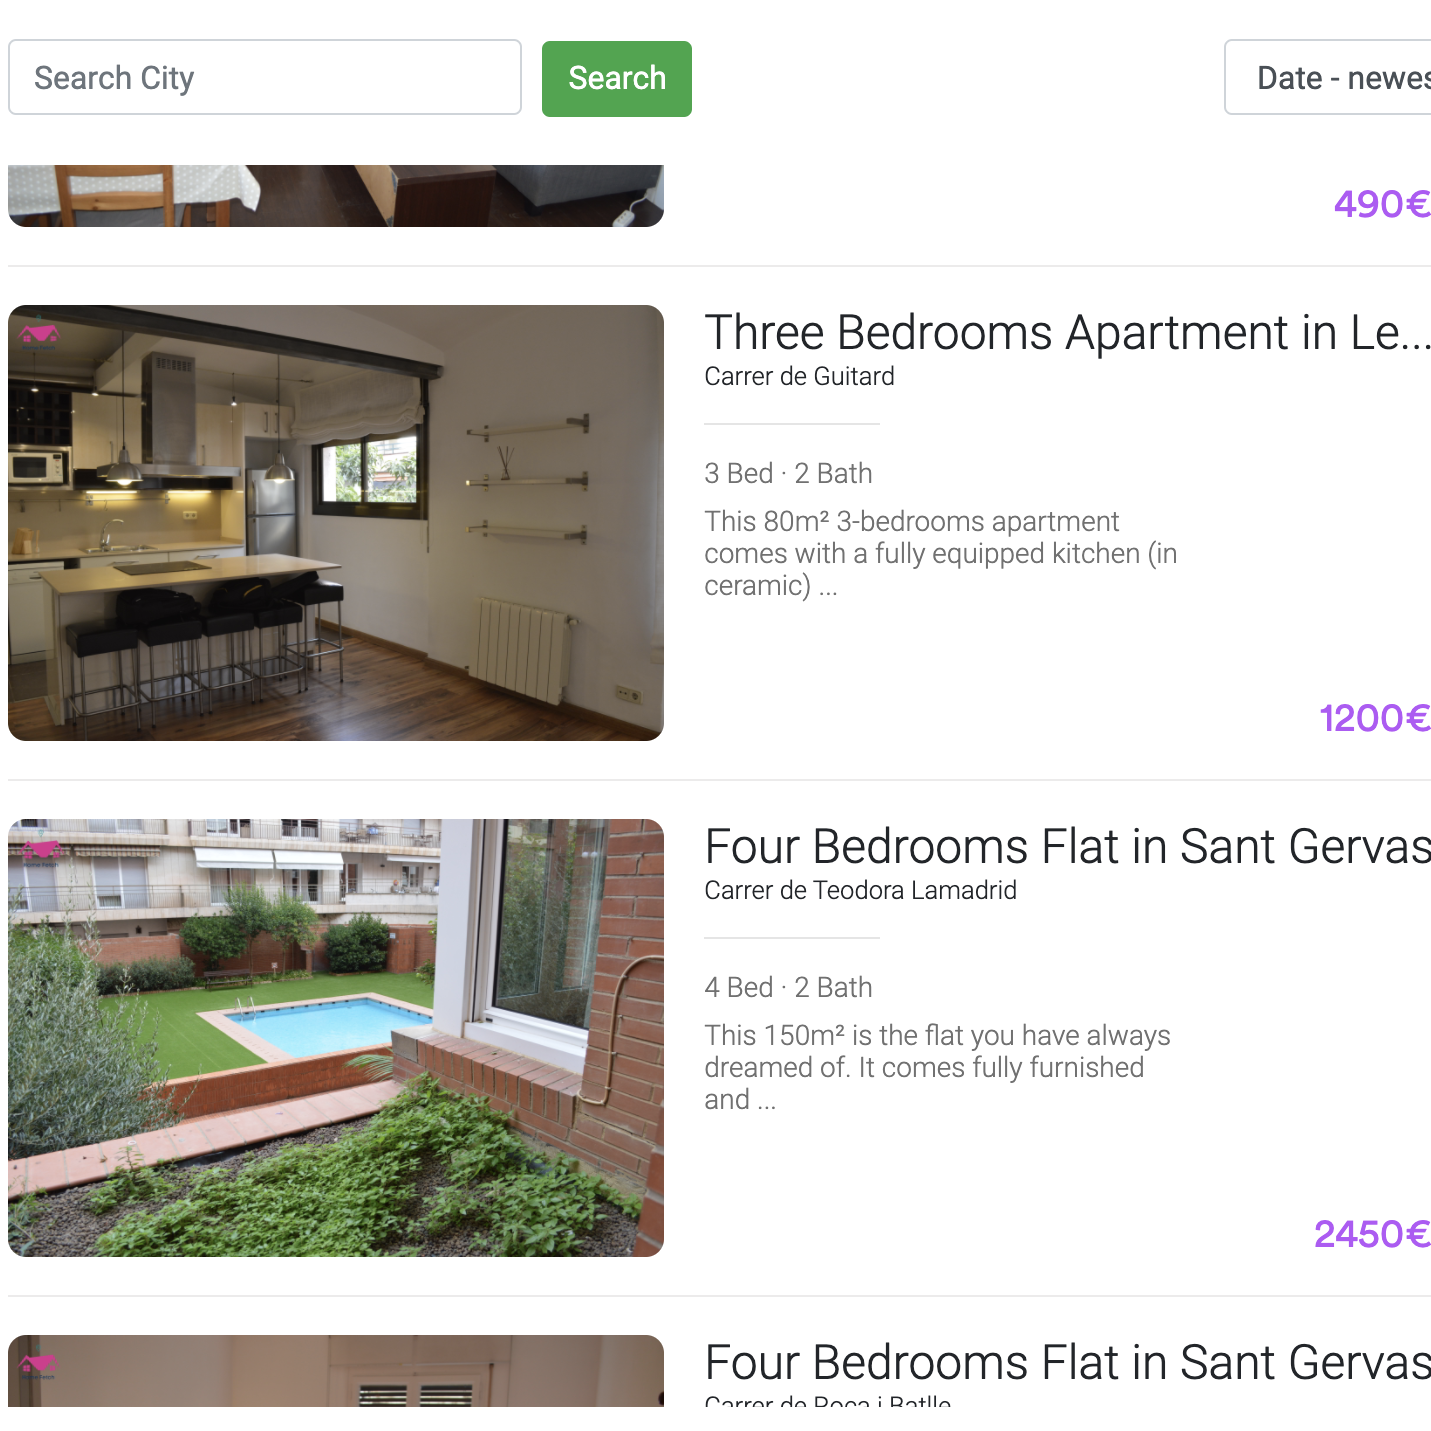 Search City
Search
Date - newes
490€
Three Bedrooms Apartment in Le...
Carrer de Guitard
3 Bed · 2 Bath
This 80m² 3-bedrooms apartment
comes with a fully equipped kitchen (in
ceramic) ...
1200€
Four Bedrooms Flat in Sant Gervas
Carrer de Teodora Lamadrid
4 Bed · 2 Bath
This 150m² is the flat you have always
dreamed of. It comes fully furnished
and ...
2450€
Four Bedrooms Flat in Sant Gervas
Carrer de Roca i Batlle